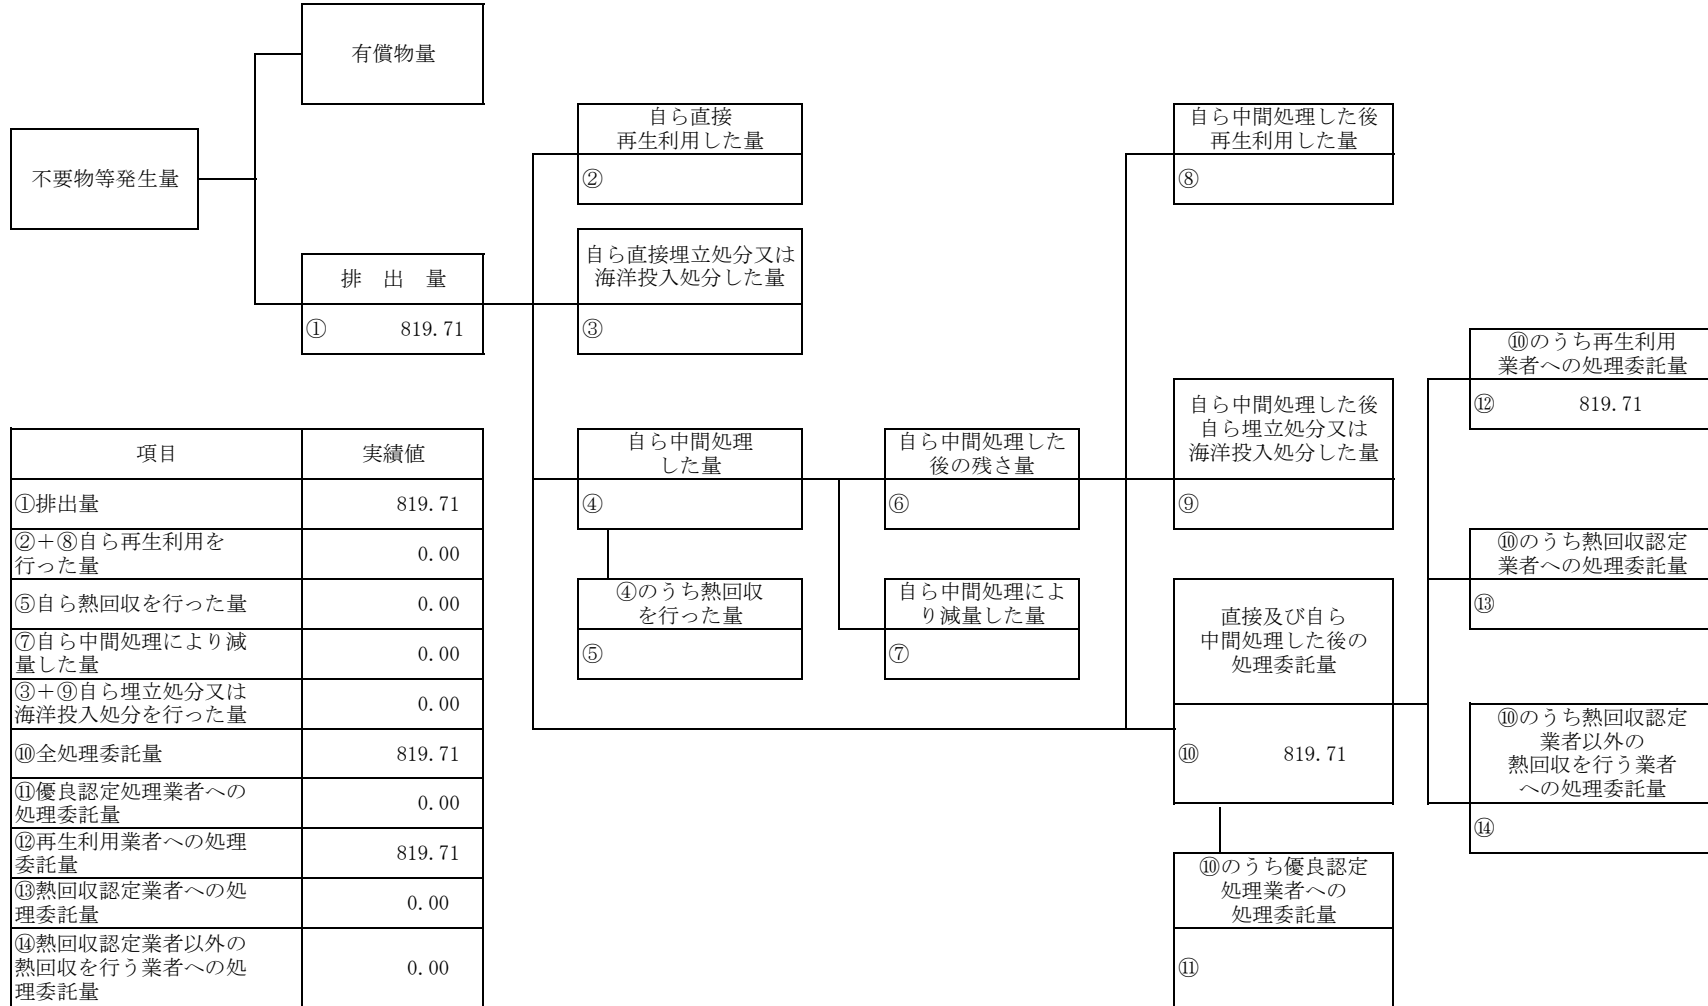 有償物量
不要物等発生量
排　出　量
①　819.71
自ら直接
再生利用した量
②
自ら直接埋立処分又は
海洋投入処分した量
③
自ら中間処理
した量
④
④のうち熱回収
を行った量
⑤
自ら中間処理した
後の残さ量
⑥
自ら中間処理によ
り減量した量
⑦
自ら中間処理した後
再生利用した量
⑧
自ら中間処理した後
自ら埋立処分又は
海洋投入処分した量
⑨
直接及び自ら
中間処理した後の
処理委託量
⑩　819.71
⑩のうち優良認定
処理業者への
処理委託量
⑪
⑩のうち再生利用
業者への処理委託量
⑫　819.71
⑩のうち熱回収認定
業者への処理委託量
⑬
⑩のうち熱回収認定
業者以外の
熱回収を行う業者
への処理委託量
⑭
項目　実績値
①排出量　819.71
②＋⑧自ら再生利用を
行った量　0.00
⑤自ら熱回収を行った量　0.00
⑦自ら中間処理により減
量した量　0.00
③＋⑨自ら埋立処分又は
海洋投入処分を行った量　0.00
⑩全処理委託量　819.71
⑪優良認定処理業者への
処理委託量　0.00
⑫再生利用業者への処理
委託量　819.71
⑬熱回収認定業者への処
理委託量　0.00
⑭熱回収認定業者以外の
熱回収を行う業者への処
理委託量　0.00